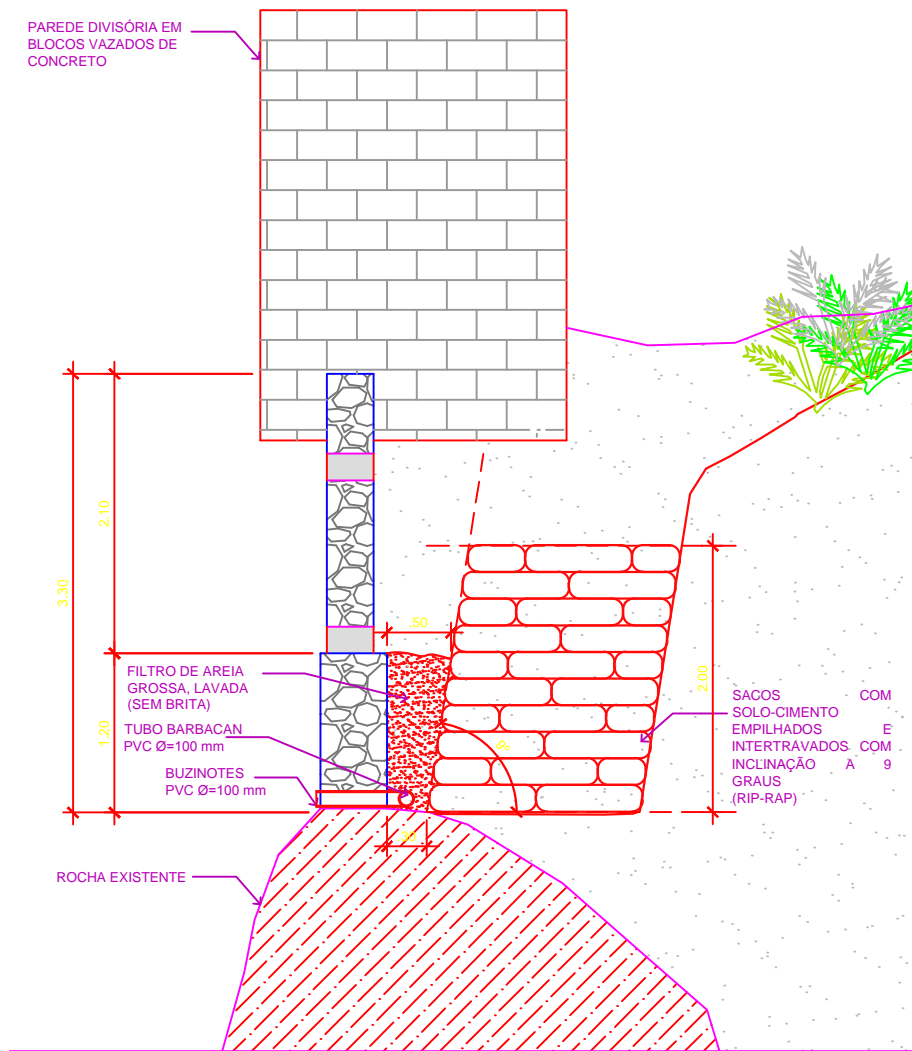 PAREDE DIVISÓRIA EM
BLOCOS VAZADOS DE
CONCRETO
2.10
3.30
.50
FILTRO DE AREIA
GROSSA, LAVADA
(SEM BRITA)
1.20
TUBO BARBACAN
PVC Ø=100 mm
BUZINOTES
PVC Ø=100 mm
2.00
SACOS COM
SOLO-CIMENTO
EMPILHADOS E
INTERTRAVADOS COM
INCLINAÇÃO A 9
GRAUS
(RIP-RAP)
.30
ROCHA EXISTENTE